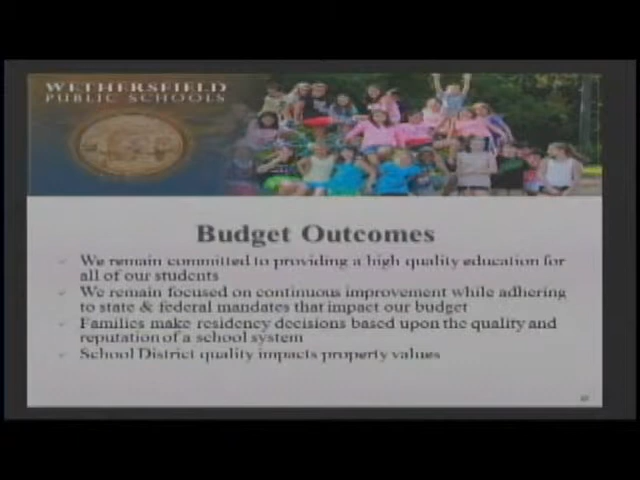 WETHERSFIELD
PUBLIC SCHOOLS
Budget Outcomes
We remain committed to providing a high quality education for
all of our students
We remain focused on continuous improvement while adhering
to state & federal mandates that impact our budget
Families make residency decisions based upon the quality and
reputation of a school system
School District quality impacts property values